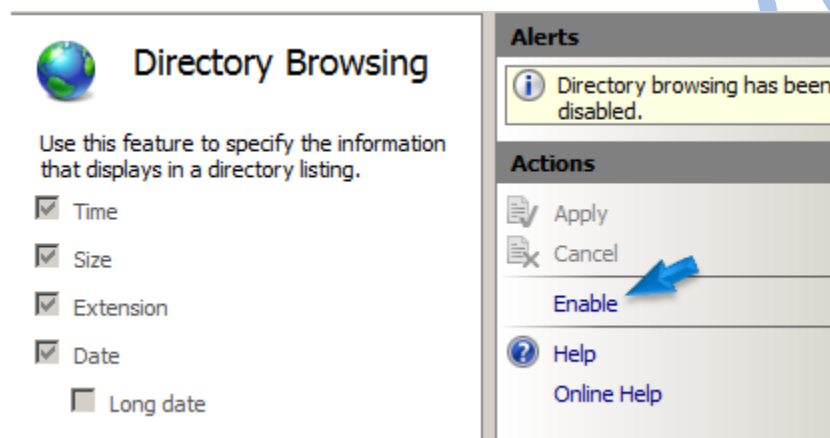 Directory Browsing
Use this feature to specify the information
that displays in a directory listing.
Time
Size
Extension
Date
Long date
Alerts
Directory browsing has been
disabled.
Actions
Apply
Cancel
Enable
Help
Online Help